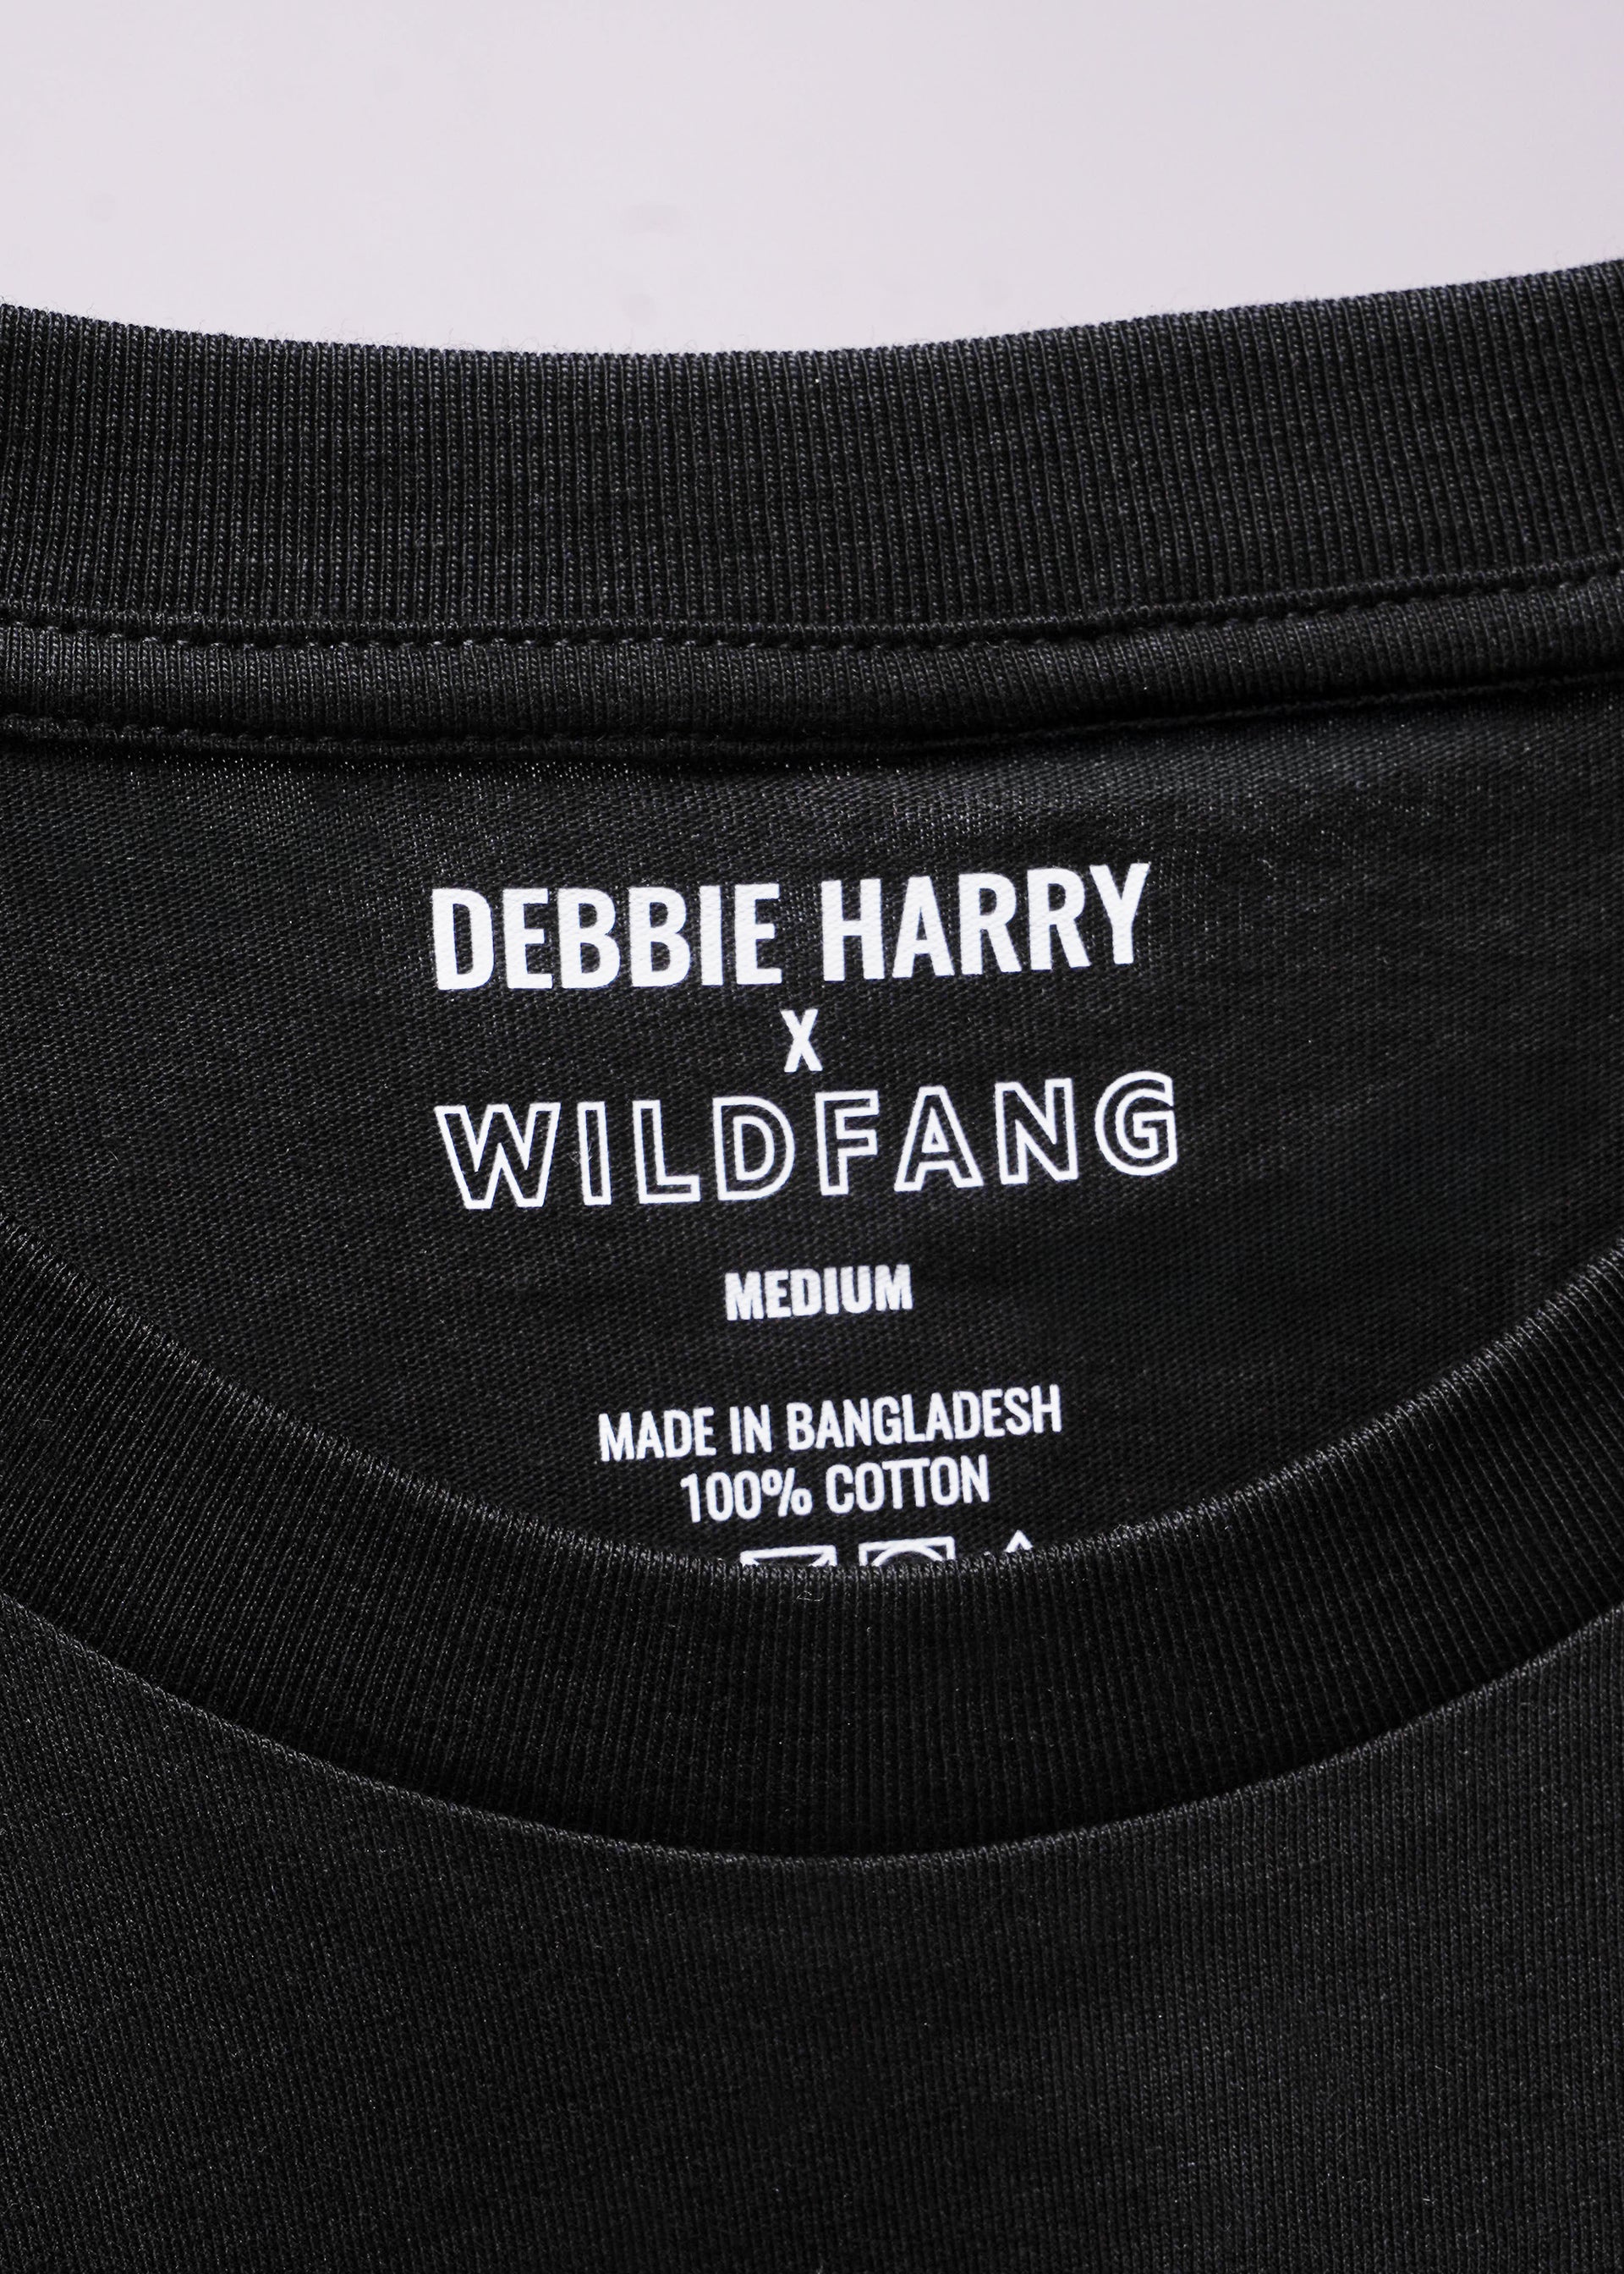 DEBBIE HARRY
X
WILDFANG
MEDIUM
MADE IN BANGLADESH
100% COTTON